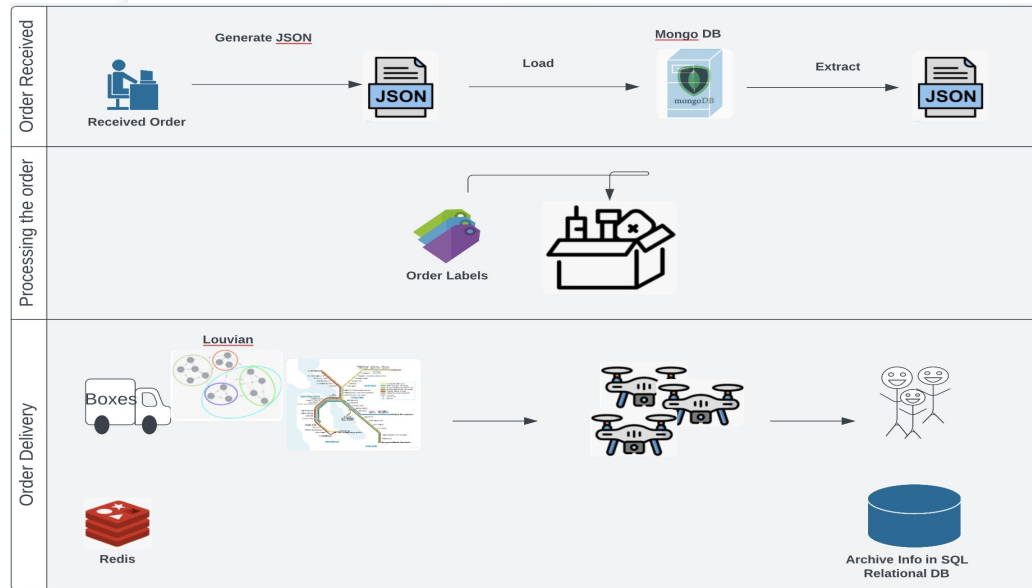 Order Received
Generate JSON
Mongo DB
Load
Extract
JSON
mongoDB
JSON
Received Order
Processing the order
Order Labels
Order Delivery
Louvian
Boxes
Redis
Archive Info in SQL
Relational DB